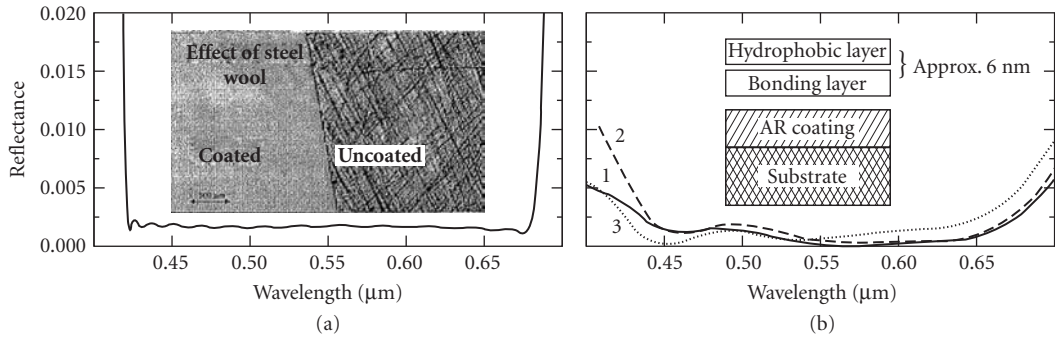 0.020
0.015
0.010
0.005
0.000
Reflectance
Effect of steel
wool
Coated
Uncoated
0.45
0.50
0.55
0.60
0.65
Wavelength (μm)
(a)
Hydrophobic layer
Bonding layer
} Approx. 6 nm
AR coating
Substrate
2
1
3
0.45
0.50
0.55
0.60
0.65
Wavelength (μm)
(b)